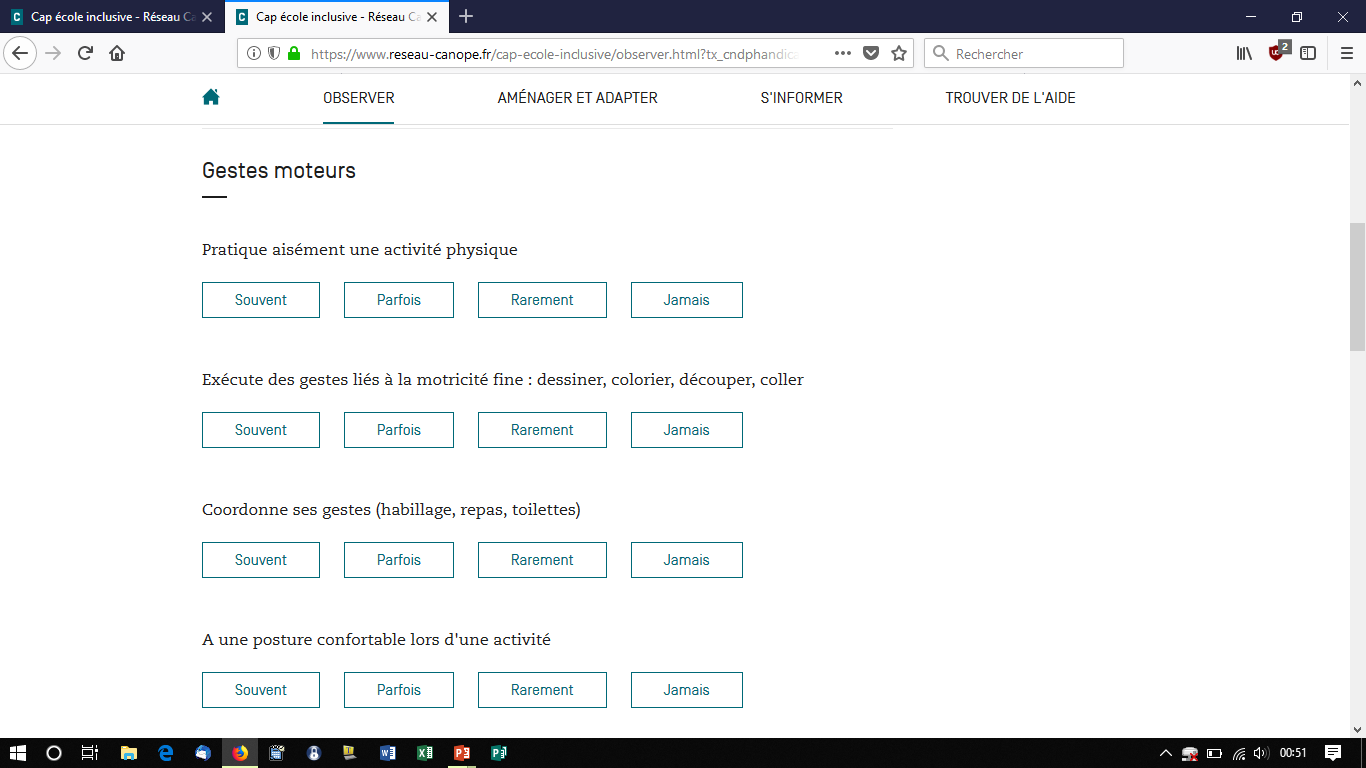 Cap école inclusive - Réseau Ca
Cap école inclusive - Réseau Ca
https://www.reseau-canope.fr/cap-ecole-inclusive/observer.html?tx_cndphandic
Rechercher
2
OBSERVER AMÉNAGER ET ADAPTER S'INFORMER TROUVER DE L'AIDE
Gestes moteurs
Pratique aisément une activité physique
Souvent Parfois Rarement Jamais
Exécute des gestes liés à la motricité fine : dessiner, colorier, découper, coller
Souvent Parfois Rarement Jamais
Coordonne ses gestes (habillage, repas, toilettes)
Souvent Parfois Rarement Jamais
A une posture confortable lors d'une activité
Souvent Parfois Rarement Jamais
00:51